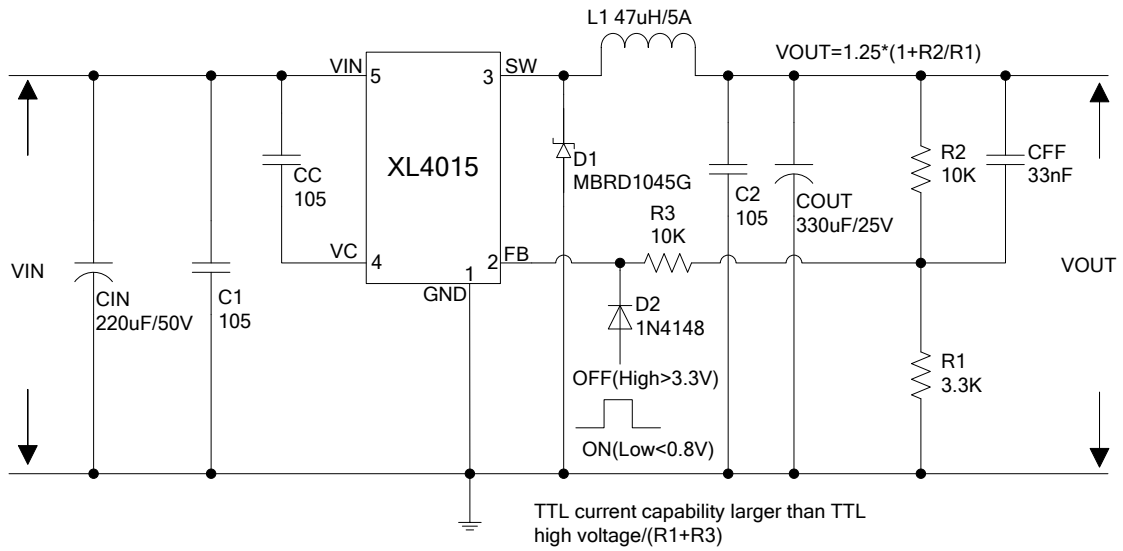 L1 47uH/5A
VOUT=1.25*(1+R2/R1)
VIN
5
3
SW
XL4015
CC
105
D1
MBRD1045G
R2
10K
CFF
33nF
C2
105
COUT
330uF/25V
R3
10K
VC
4
2
FB
1
GND
VIN
VOUT
CIN
220uF/50V
C1
105
D2
1N4148
R1
3.3K
OFF(High>3.3V)
ON(Low<0.8V)
TTL current capability larger than TTL
high voltage/(R1+R3)